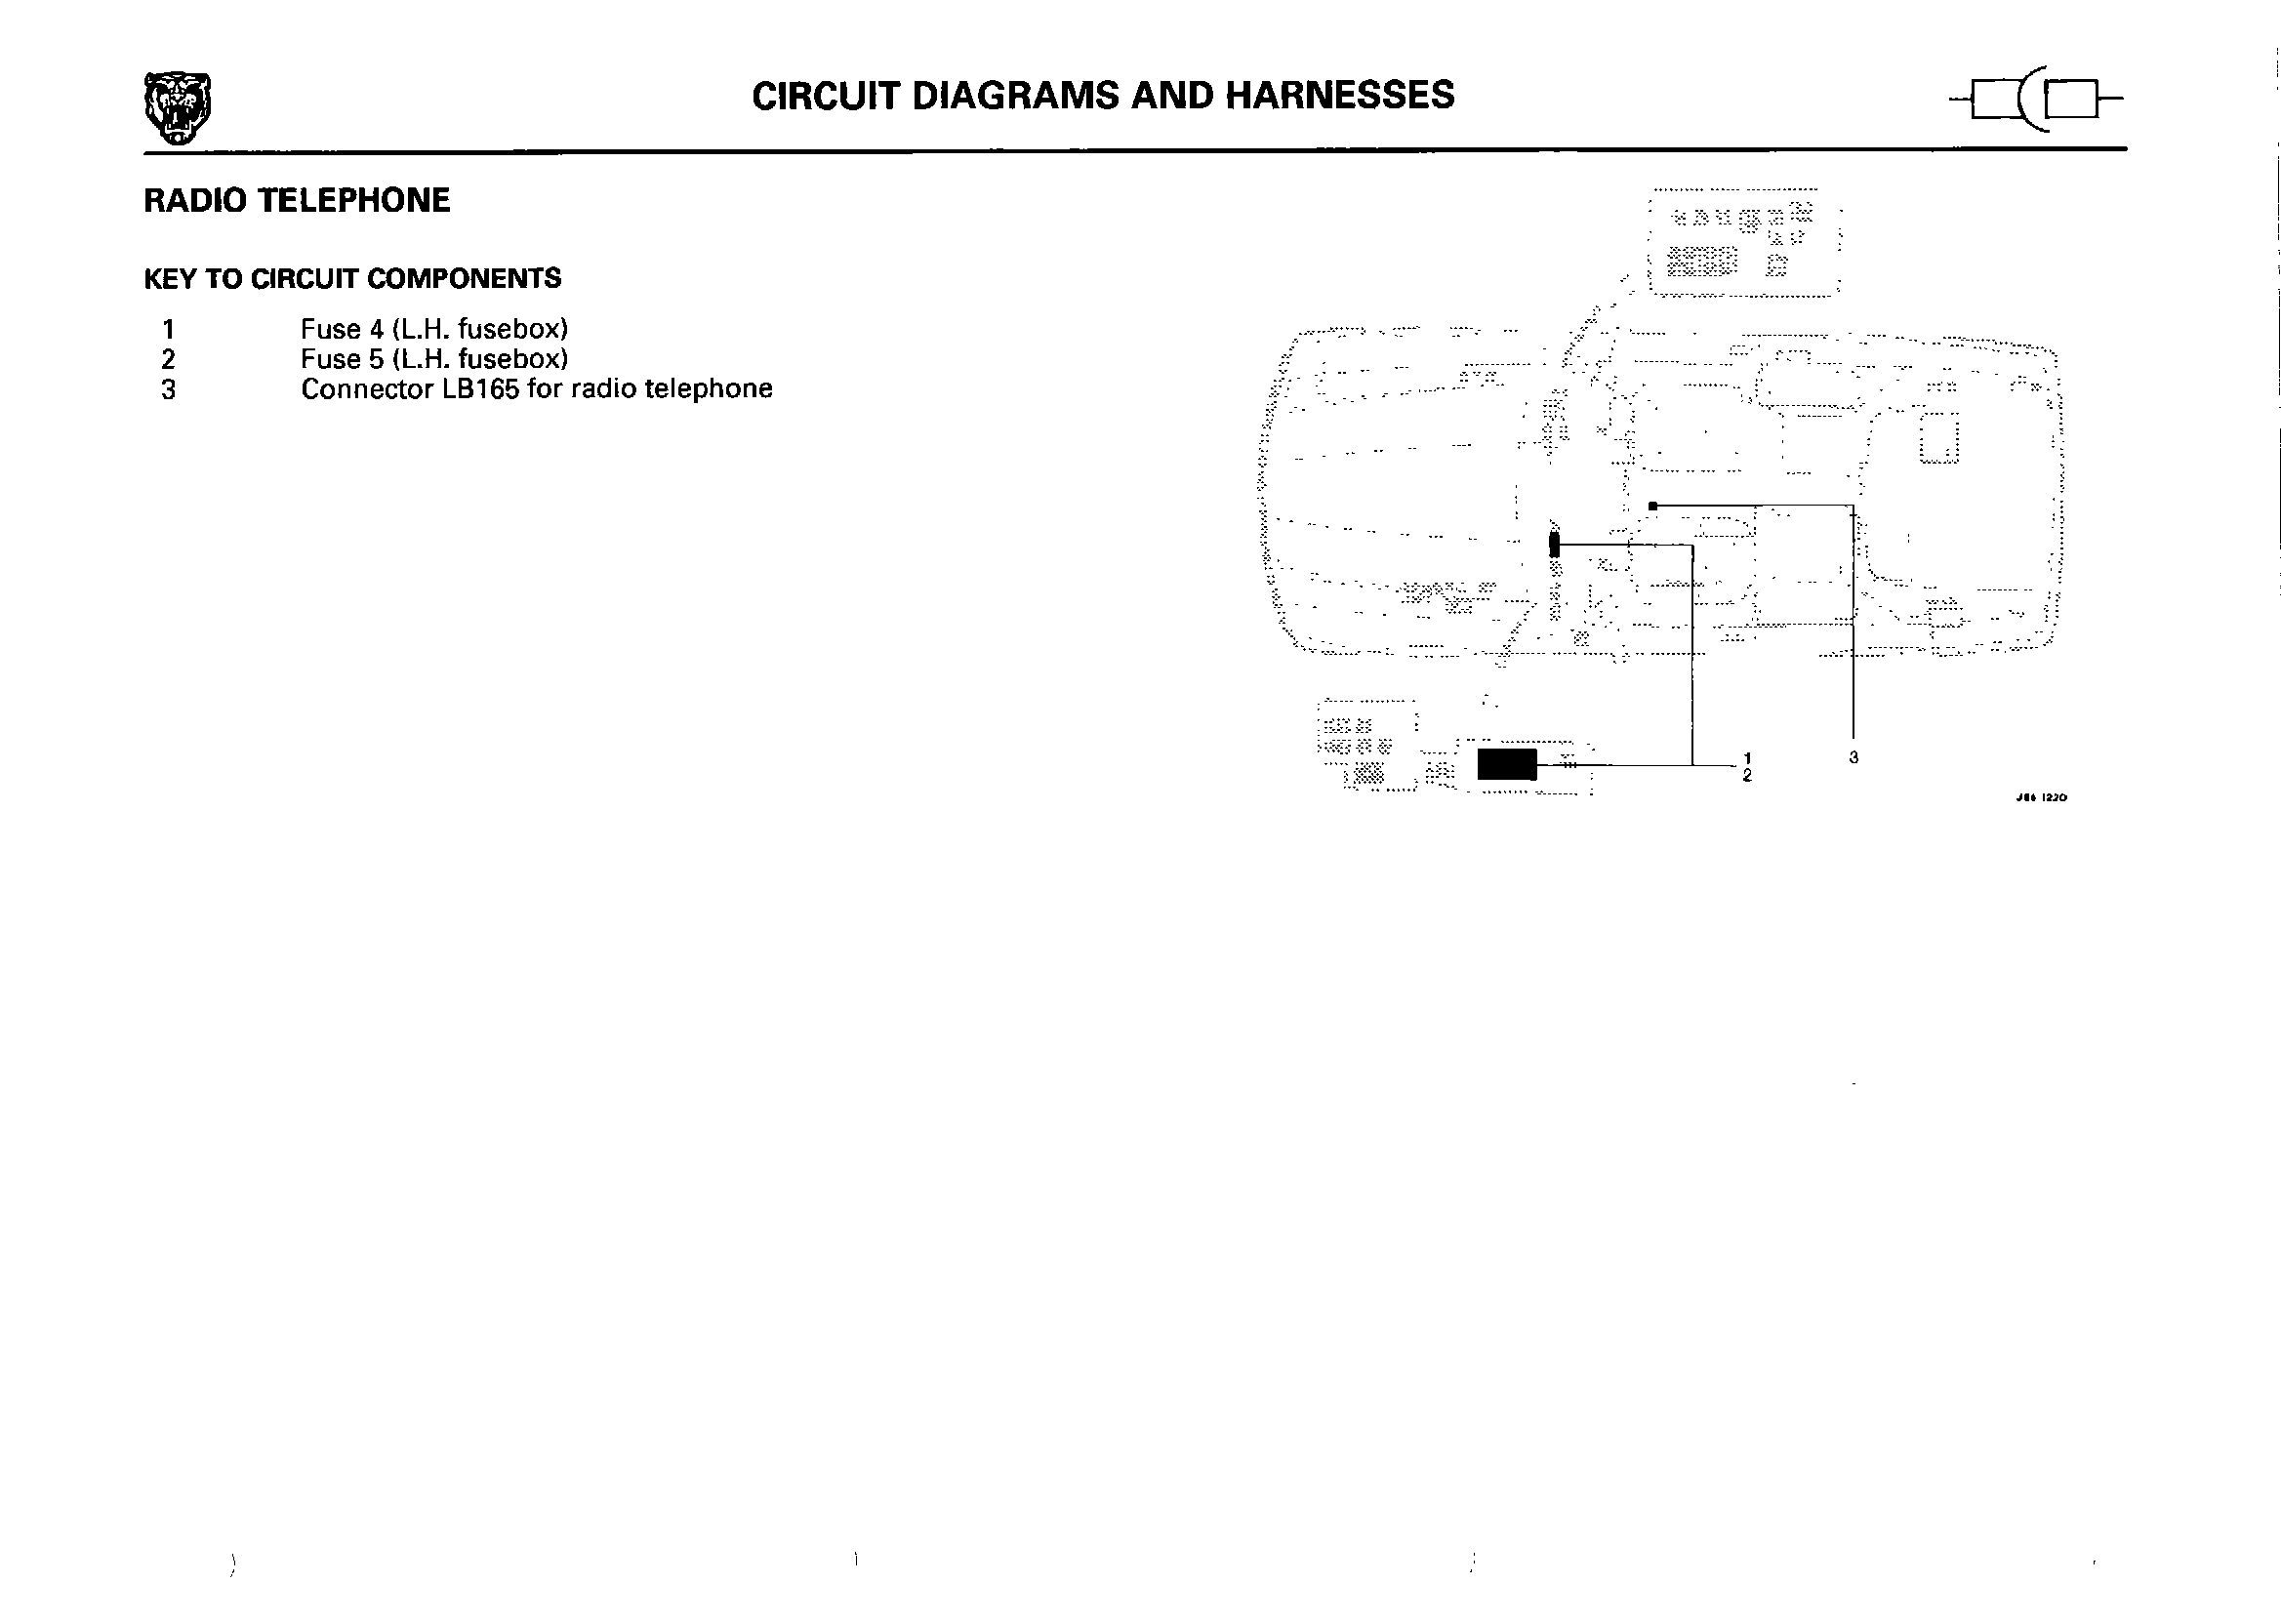 CIRCUIT DIAGRAMS AND HARNESSES
RADIO TELEPHONE
KEY TO CIRCUIT COMPONENTS
1 Fuse 4 (L.H. fusebox)
2 Fuse 5 (L.H. fusebox)
3 Connector LB165 for radio telephone
1
2
3
J86 1220